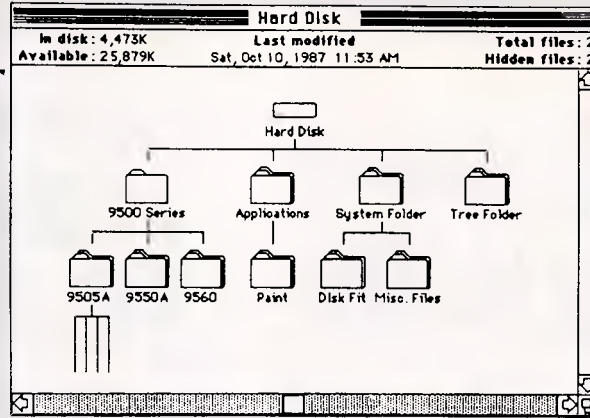 Hard Disk
In disk: 4,473K Last modified Total files: 2
Available: 25,879K Sat, Oct 10, 1987 11:53 AM Hidden files: 2
Hard Disk
9500 Series Applications System Folder Tree Folder
9505A 9550A 9560 Paint Disk Fit Misc. Files